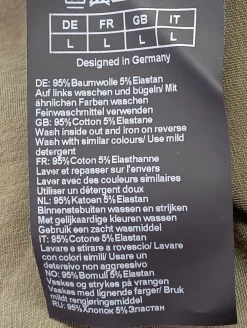 DE FR GB IT
L L L L
Designed in Germany
DE: 95%Baumwolle 5%Elastan
Auf links waschen und bügeln/ Mit
ähnlichen Farben waschen
Feinwaschmittel verwenden
GB: 95%Cotton 5%Elastane
Wash inside out and Iron on reverse
Wash with similar colours/ Use mild
detergent
FR: 95%Cotone 5%Elasthanne
Laver et repasser sur l'envers
Laver avec des couleurs similaires
Utiliser un détergent doux
NL: 95%Katoen 5%Elastan
Binnenstebuiten wassen en strijken
Met gelijkaardige kleuren wassen
Gebruik een zacht wasmiddel
IT: 95%Cotone 5%Elastan
Lavare e stirare a rovescio/ Lavare
con colori simili/ Usare un
detersivo non aggressivo
NO: 95%Bomull 5%Elastan
Vaskes og strykes på vrangen
Vaskes med lignende farger/ Bruk
mildt rengjøringsmiddel
RU: 95%Хлопок 5%Эластан